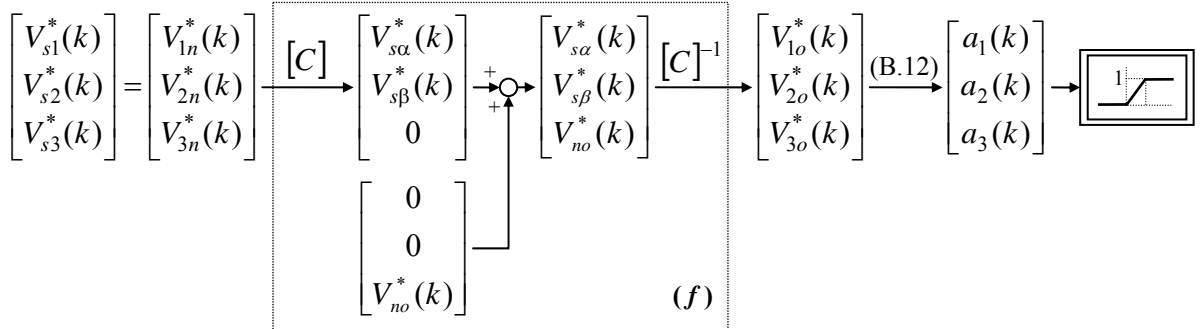 [V*s1(k) V*s2(k) V*s3(k)] = [V*1n(k) V*2n(k) V*3n(k)]
[C]
[V*sα(k) V*sβ(k) 0]
+
+
[0 0 V*no(k)]
[V*sα(k) V*sβ(k) V*no(k)]
[C]⁻¹
[V*1o(k) V*2o(k) V*3o(k)]
(B.12)
[a1(k) a2(k) a3(k)]
1
(f)